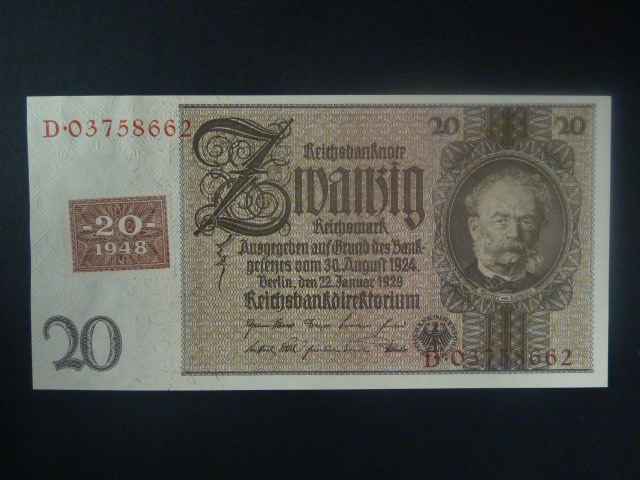 D·03758662
20
20
Reichsbanknote
Zwanzig
Reichsmark
Ausgegeben auf Grund des Bank-
gesetzes vom 30. August 1924
Berlin, den 22. Januar 1929
Reichsbankdirektorium
-20-
1948
20
D·03758662